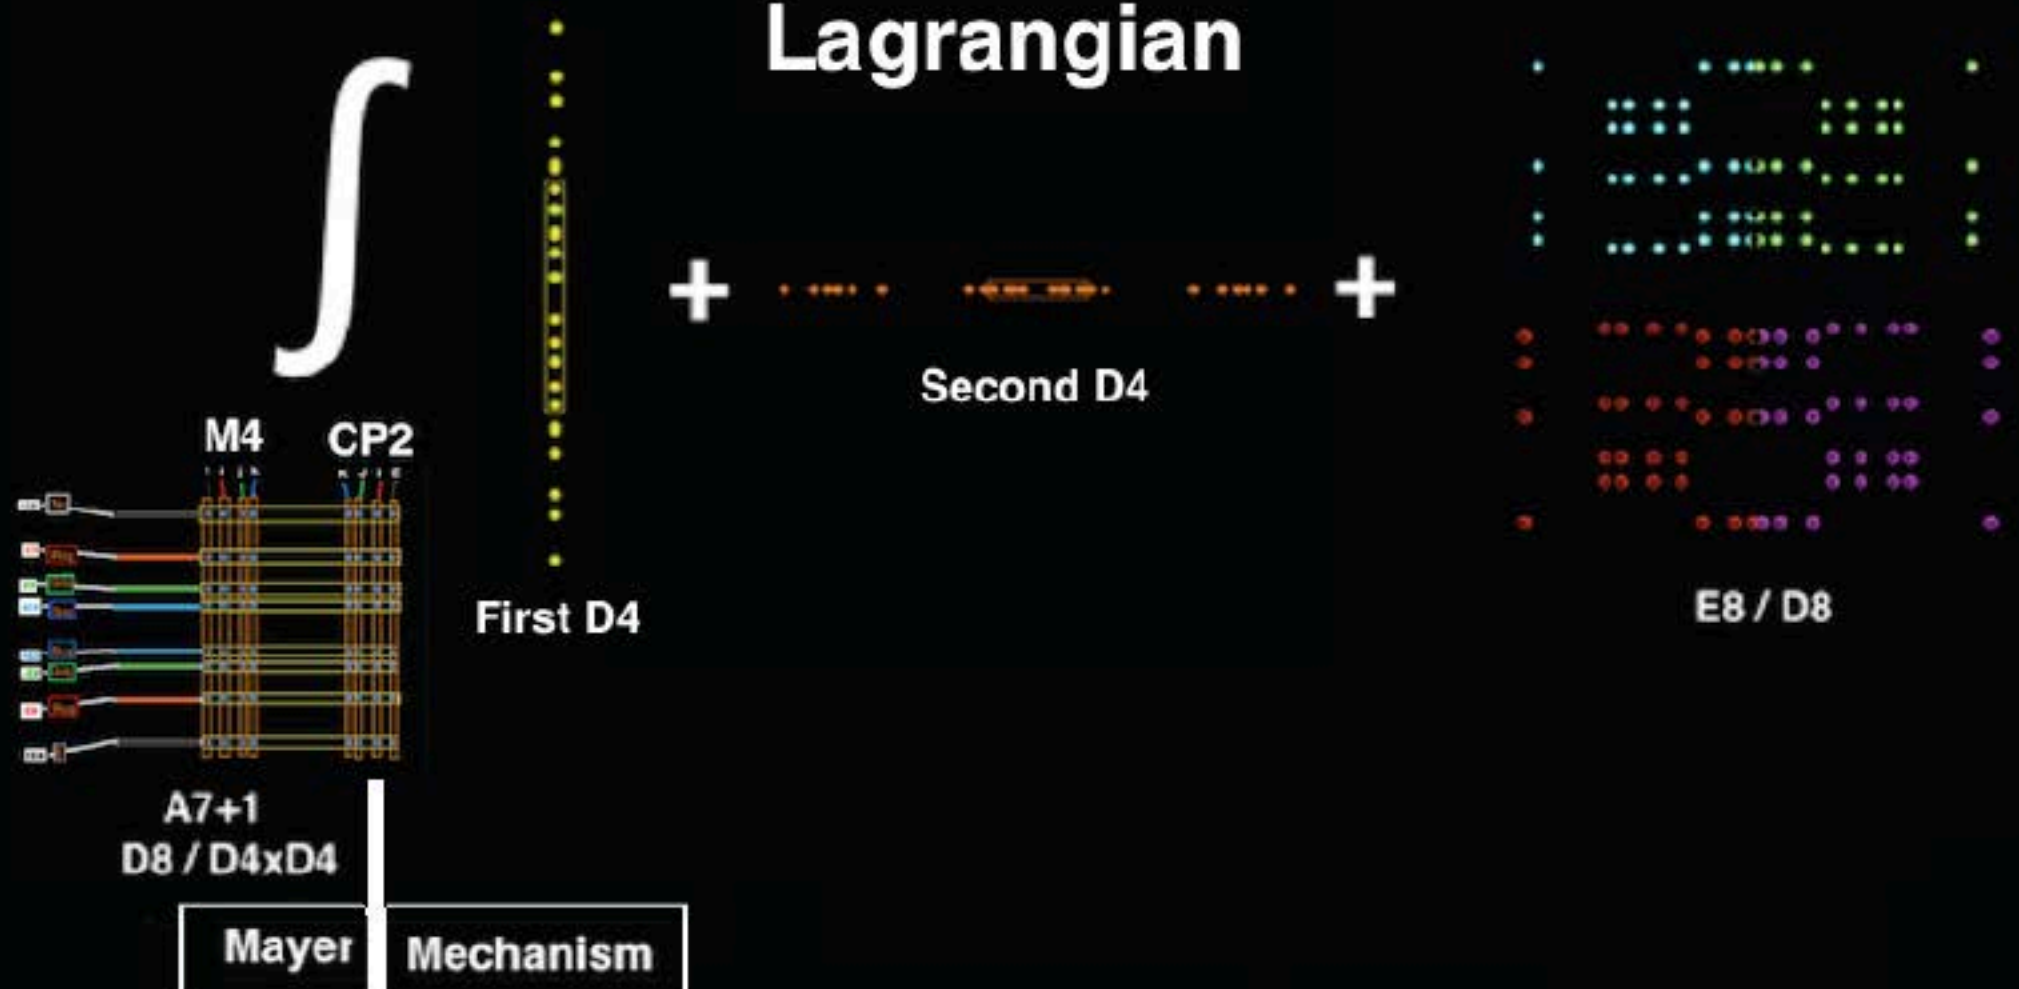 Lagrangian
∫
+
+
First D4
Second D4
E8 / D8
M4 CP2
A7+1
D8 / D4xD4
Mayer Mechanism